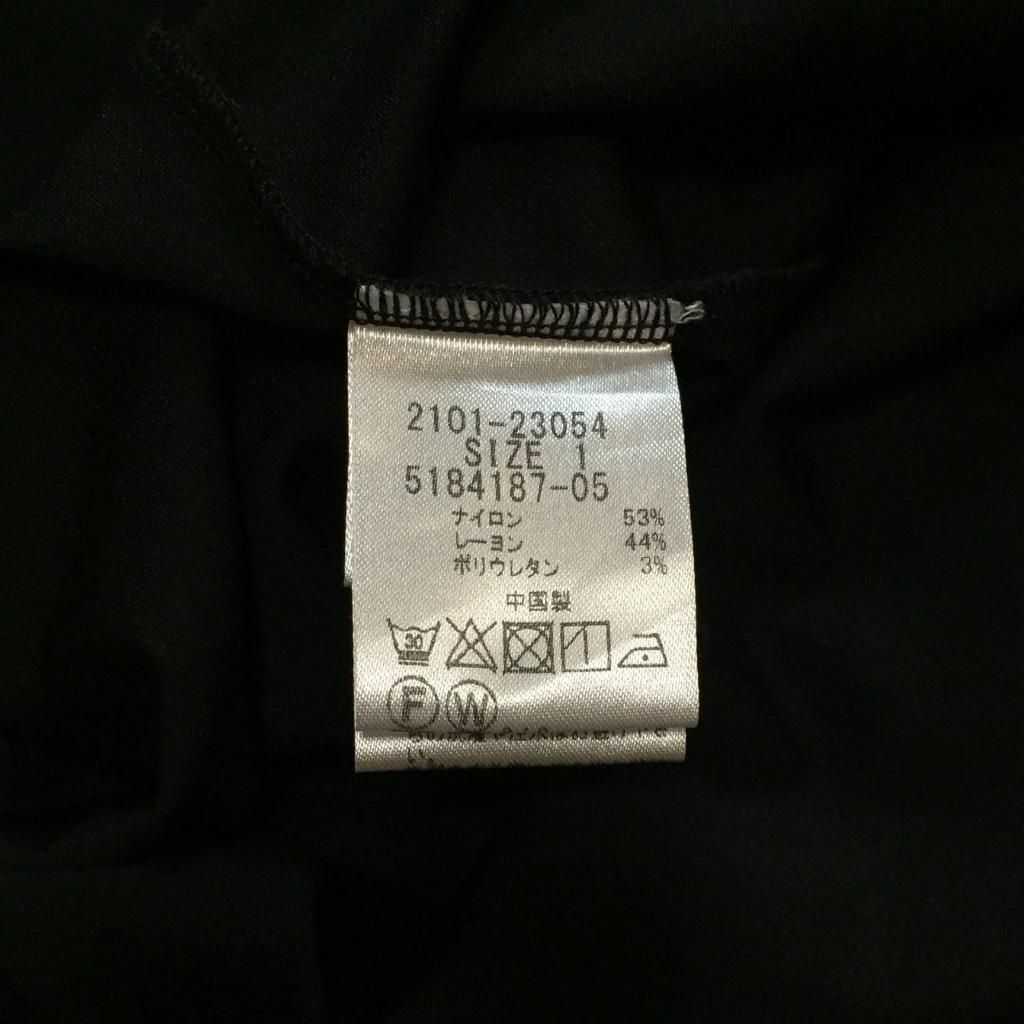 2101-23054
SIZE 1
5184187-05
ナイロン 53%
レーヨン 44%
ポリウレタン 3%
中国製
30
F W